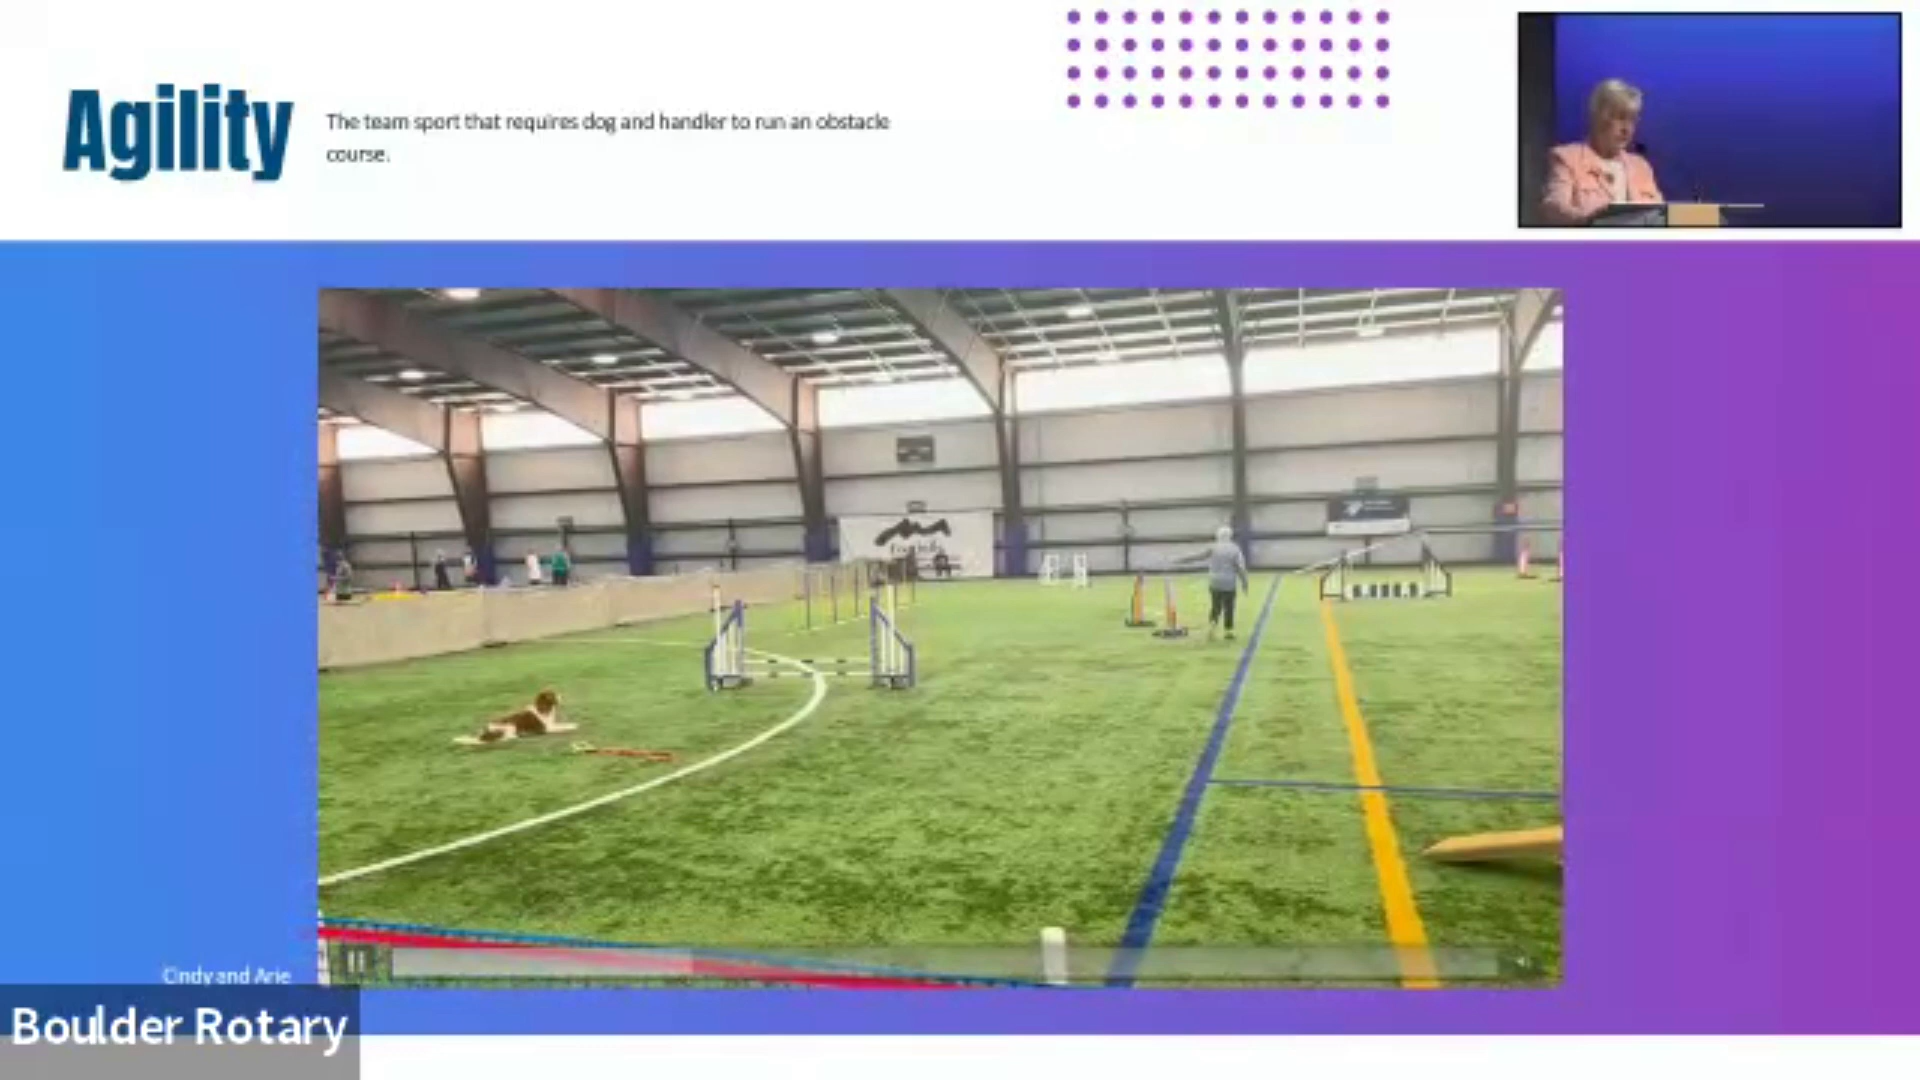 Agility
The team sport that requires dog and handler to run an obstacle
course.
Cindy and Arie
Boulder Rotary